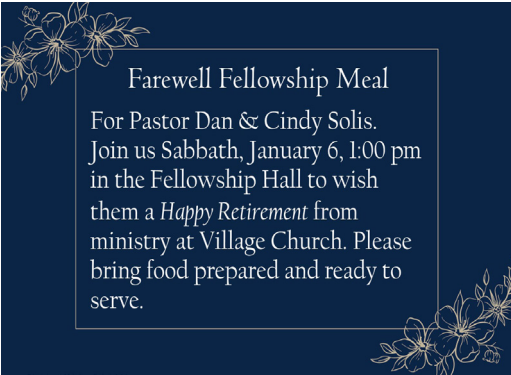 Farewell Fellowship Meal
For Pastor Dan & Cindy Solis.
Join us Sabbath, January 6, 1:00 pm
in the Fellowship Hall to wish
them a Happy Retirement from
ministry at Village Church. Please
bring food prepared and ready to
serve.